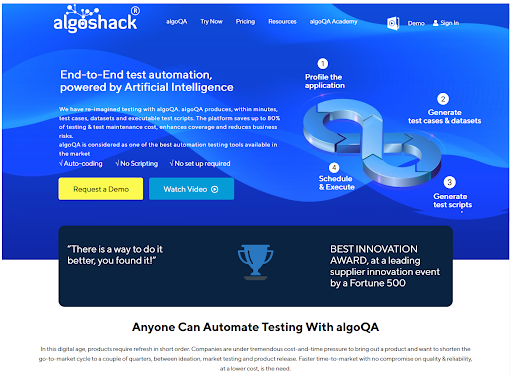 algoshack®
algoQA
Try Now
Pricing
Resources
algoQA Academy
Demo
Sign In
End-to-End test automation,
powered by Artificial Intelligence
We have re-imagined testing with algoQA. algoQA produces, within minutes,
test cases, datasets and executable test scripts. The platform saves up to 80%
of testing & test maintenance cost, enhances coverage and reduces business
risks.
algoQA is considered as one of the best automation testing tools available in
the market
√ Auto-coding √ No Scripting √ No set up required
Request a Demo
Watch Video
1
Profile the
application
2
Generate
test cases & datasets
3
Generate
test scripts
4
Schedule
& Execute
“There is a way to do it
better, you found it!”
BEST INNOVATION
AWARD, at a leading
supplier innovation event
by a Fortune 500
Anyone Can Automate Testing With algoQA
In this digital age, products require refresh in short order. Companies are under tremendous cost-and-time pressure to bring out a product and want to shorten the
go-to-market cycle to a couple of quarters, between ideation, market testing and product release. Faster time-to-market with no compromise on quality & reliability,
at a lower cost, is the need.